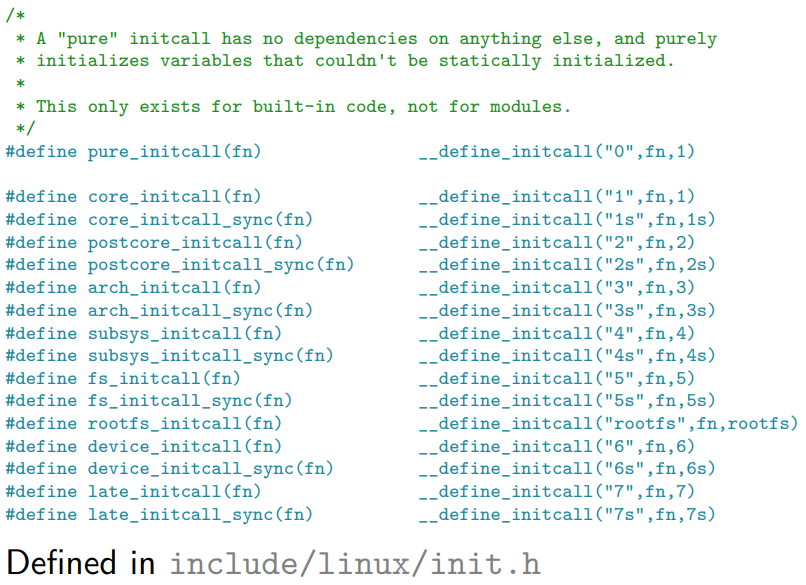 /*
 * A "pure" initcall has no dependencies on anything else, and purely
 * initializes variables that couldn't be statically initialized.
 *
 * This only exists for built-in code, not for modules.
 */
#define pure_initcall(fn) __define_initcall("0",fn,1)
#define core_initcall(fn) __define_initcall("1",fn,1)
#define core_initcall_sync(fn) __define_initcall("1s",fn,1s)
#define postcore_initcall(fn) __define_initcall("2",fn,2)
#define postcore_initcall_sync(fn) __define_initcall("2s",fn,2s)
#define arch_initcall(fn) __define_initcall("3",fn,3)
#define arch_initcall_sync(fn) __define_initcall("3s",fn,3s)
#define subsys_initcall(fn) __define_initcall("4",fn,4)
#define subsys_initcall_sync(fn) __define_initcall("4s",fn,4s)
#define fs_initcall(fn) __define_initcall("5",fn,5)
#define fs_initcall_sync(fn) __define_initcall("5s",fn,5s)
#define rootfs_initcall(fn) __define_initcall("rootfs",fn,rootfs)
#define device_initcall(fn) __define_initcall("6",fn,6)
#define device_initcall_sync(fn) __define_initcall("6s",fn,6s)
#define late_initcall(fn) __define_initcall("7",fn,7)
#define late_initcall_sync(fn) __define_initcall("7s",fn,7s)
Defined in include/linux/init.h